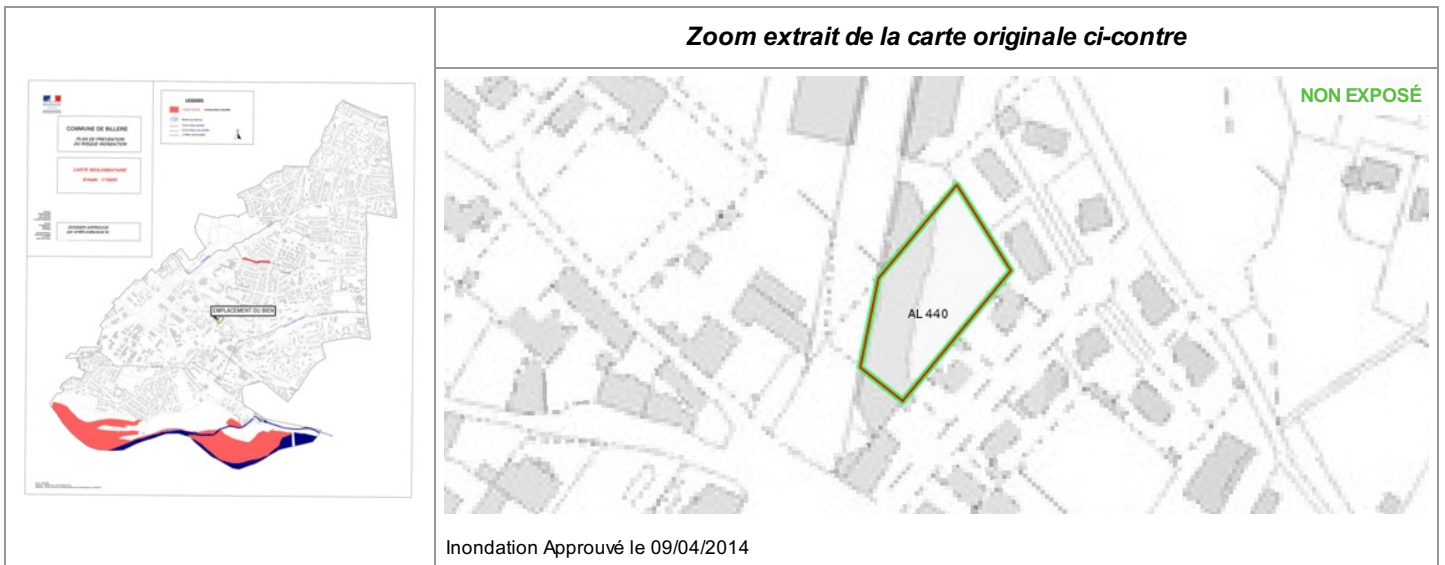 Zoom extrait de la carte originale ci-contre
COMMUNE DE BILLERE
PLAN DE PREVENTION
DU RISQUE INONDATION
CARTE REGLEMENTAIRE
DOSSIER APPROUVE
LEGENDE
EMPLACEMENT DU BIEN
NON EXPOSÉ
AL 440
Inondation Approuvé le 09/04/2014